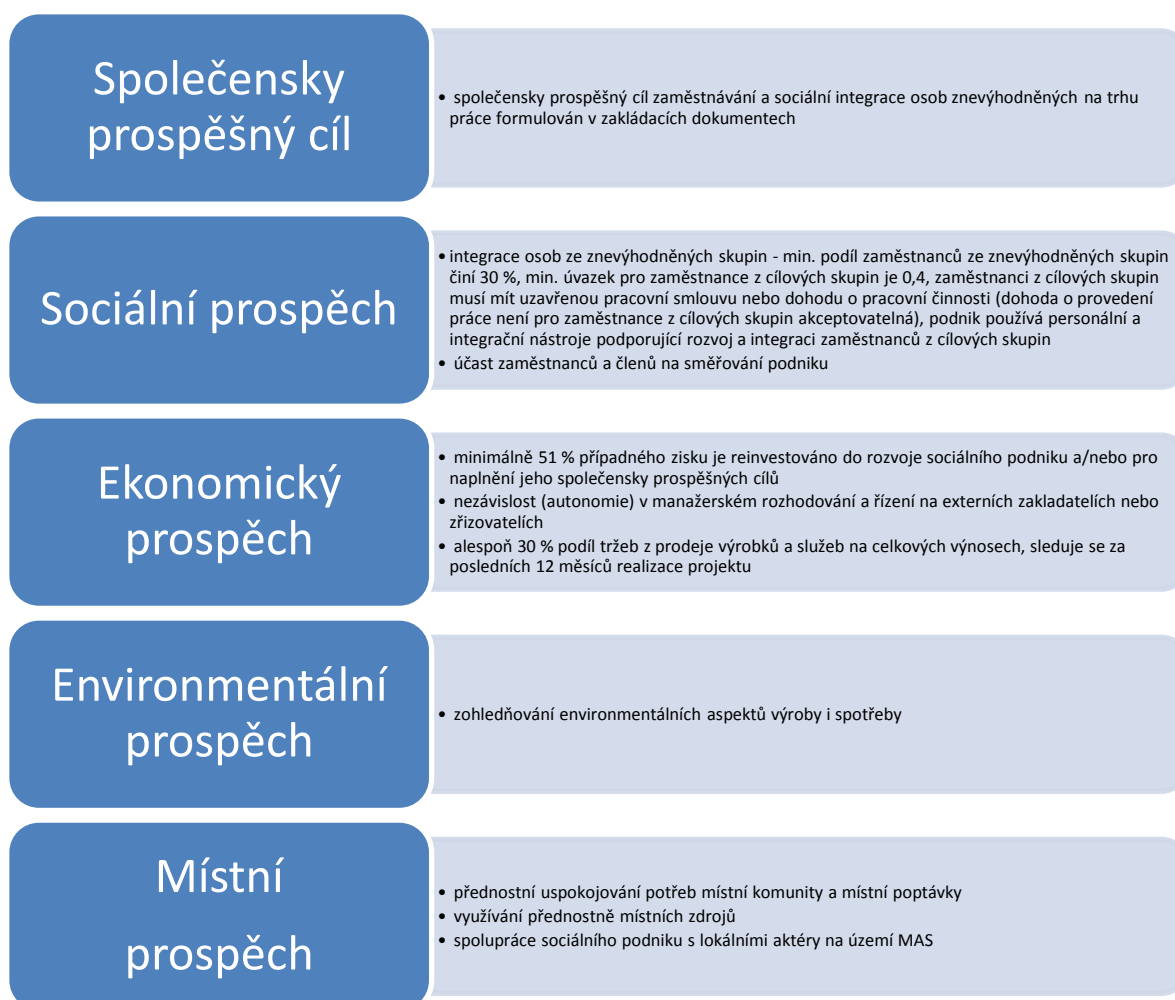 Společensky
prospěšný cíl
• společensky prospěšný cíl zaměstnávání a sociální integrace osob znevýhodněných na trhu
práce formulován v zakládacích dokumentech
Sociální prospěch
• integrace osob ze znevýhodněných skupin - min. podíl zaměstnanců ze znevýhodněných skupin
činí 30 %, min. úvazek pro zaměstnance z cílových skupin je 0,4, zaměstnanci z cílových skupin
musí mít uzavřenou pracovní smlouvu nebo dohodu o pracovní činnosti (dohoda o provedení
práce není pro zaměstnance z cílových skupin akceptovatelná), podnik používá personální a
integrační nástroje podporující rozvoj a integraci zaměstnanců z cílových skupin
• účast zaměstnanců a členů na směřování podniku
Ekonomický
prospěch
• minimálně 51 % případného zisku je reinvestováno do rozvoje sociálního podniku a/nebo pro
naplnění jeho společensky prospěšných cílů
• nezávislost (autonomie) v manažerském rozhodování a řízení na externích zakladatelích nebo
zřizovatelích
• alespoň 30 % podíl tržeb z prodeje výrobků a služeb na celkových výnosech, sleduje se za
posledních 12 měsíců realizace projektu
Environmentální
prospěch
• zohledňování environmentálních aspektů výroby i spotřeby
Místní
prospěch
• přednostní uspokojování potřeb místní komunity a místní poptávky
• využívání přednostně místních zdrojů
• spolupráce sociálního podniku s lokálními aktéry na území MAS